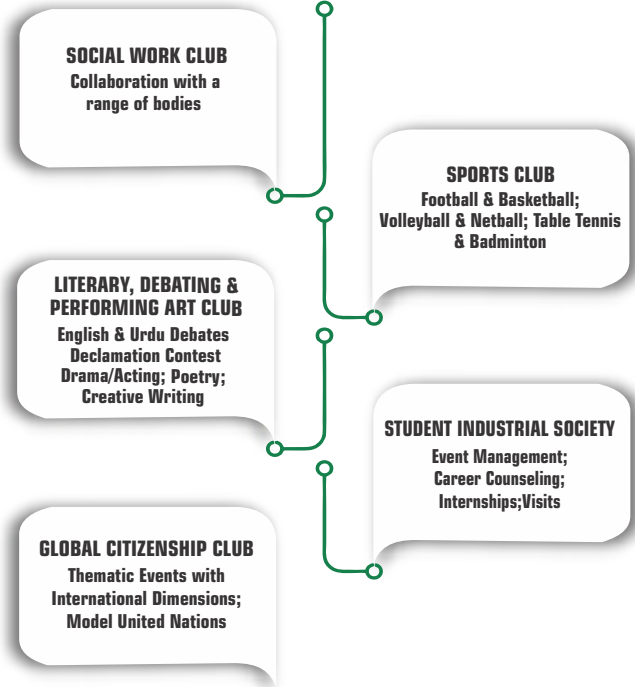 SOCIAL WORK CLUB
Collaboration with a
range of bodies
SPORTS CLUB
Football & Basketball;
Volleyball & Netball; Table Tennis
& Badminton
LITERARY, DEBATING &
PERFORMING ART CLUB
English & Urdu Debates
Declamation Contest
Drama/Acting; Poetry;
Creative Writing
STUDENT INDUSTRIAL SOCIETY
Event Management;
Career Counseling;
Internships;Visits
GLOBAL CITIZENSHIP CLUB
Thematic Events with
International Dimensions;
Model United Nations